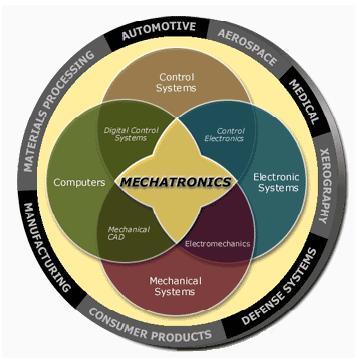 AUTOMOTIVE
AEROSPACE
MEDICAL
XEROGRAPHY
DEFENSE SYSTEMS
CONSUMER PRODUCTS
MANUFACTURING
MATERIALS PROCESSING
Control
Systems
Digital Control
Systems
Control
Electronics
Computers
MECHATRONICS
Electronic
Systems
Mechanical
CAD
Electromechanics
Mechanical
Systems